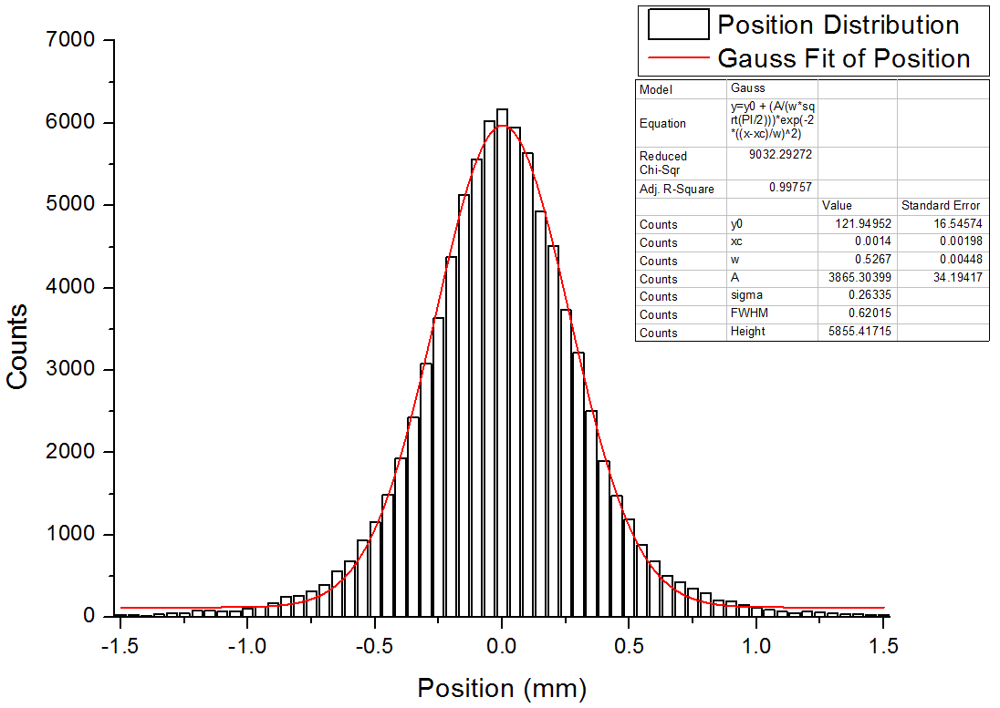 Position Distribution
Gauss Fit of Position
Model Gauss
Equation y=y0 + (A/(w*sq
rt(PI/2)))*exp(-2
*((x-xc)/w)^2)
Reduced
Chi-Sqr 9032.29272
Adj. R-Square 0.99757
Value Standard Error
Counts y0 121.94952 16.54574
Counts xc 0.0014 0.00198
Counts w 0.5267 0.00448
Counts A 3865.30399 34.19417
Counts sigma 0.26335
Counts FWHM 0.62015
Counts Height 5855.41715
7000
6000
5000
4000
3000
2000
1000
0
Counts
-1.5 -1.0 -0.5 0.0 0.5 1.0 1.5
Position (mm)